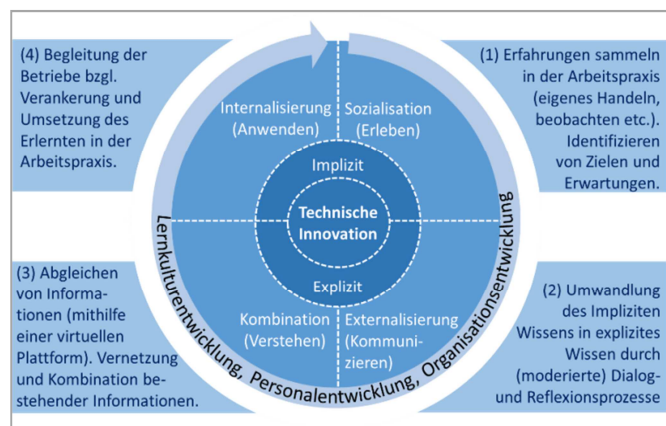 (4) Begleitung der
Betriebe bzgl.
Verankerung und
Umsetzung des
Erlernten in der
Arbeitspraxis.
(1) Erfahrungen sammeln
in der Arbeitspraxis
(eigenes Handeln,
beobachten etc.).
Identifizieren
von Zielen und
Erwartungen.
Internalisierung
(Anwenden)
Sozialisation
(Erleben)
Implizit
Technische
Innovation
Explizit
Kombination
(Verstehen)
Externalisierung
(Kommuni-
zieren)
Lernkulturentwicklung, Personalentwicklung, Organisationsentwicklung
(3) Abgleichen
von Informa-
tionen (mithilfe
einer virtuellen
Plattform). Vernetzung
und Kombination be-
stehender Informationen.
(2) Umwandlung
des Impliziten
Wissens in explizites
Wissen durch
(moderierte) Dialog-
und Reflexionsprozesse